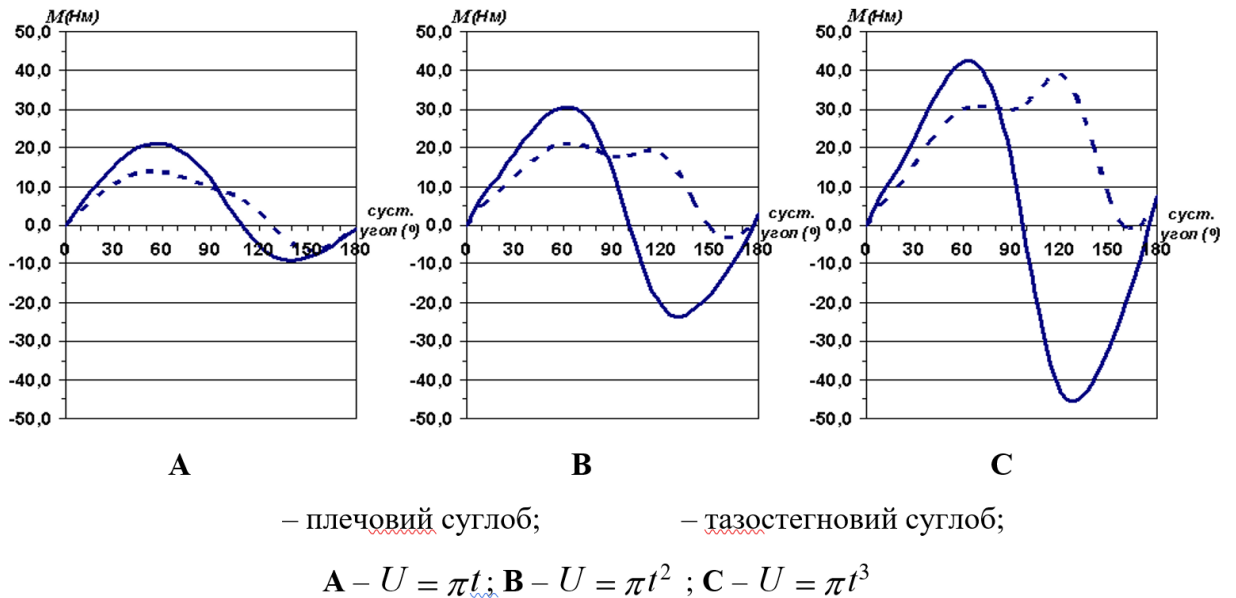 M(Нм) M(Нм) M(Нм)
50,0 50,0 50,0
40,0 40,0 40,0
30,0 30,0 30,0
20,0 20,0 20,0
10,0 10,0 10,0
суст. суст. суст.
0,0 угол (º) 0,0 угол (º) 0,0 угол (º)
0 30 60 90 120 150 180 0 30 60 90 120 150 180 0 30 60 90 120 150 180
-10,0 -10,0 -10,0
-20,0 -20,0 -20,0
-30,0 -30,0 -30,0
-40,0 -40,0 -40,0
-50,0 -50,0 -50,0
А В С
– плечовий суглоб; – тазостегновий суглоб;
А – U = πt; В – U = πt² ; С – U = πt³